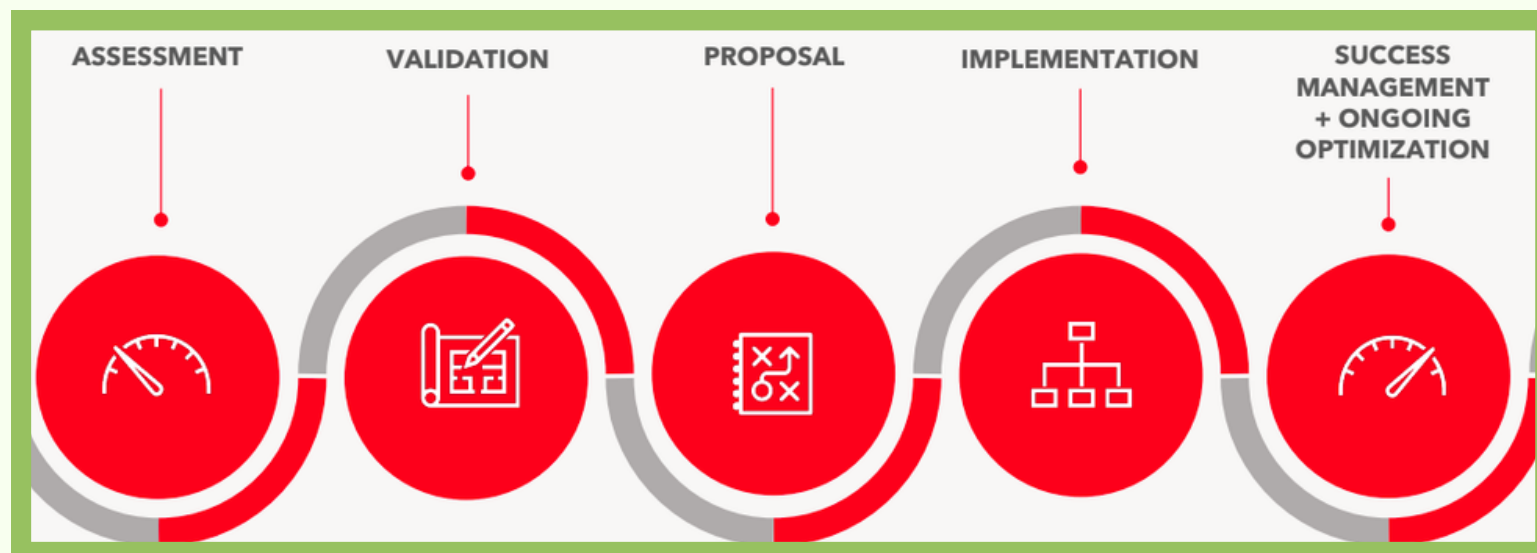 ASSESSMENT
VALIDATION
PROPOSAL
IMPLEMENTATION
SUCCESS
MANAGEMENT
+ ONGOING
OPTIMIZATION